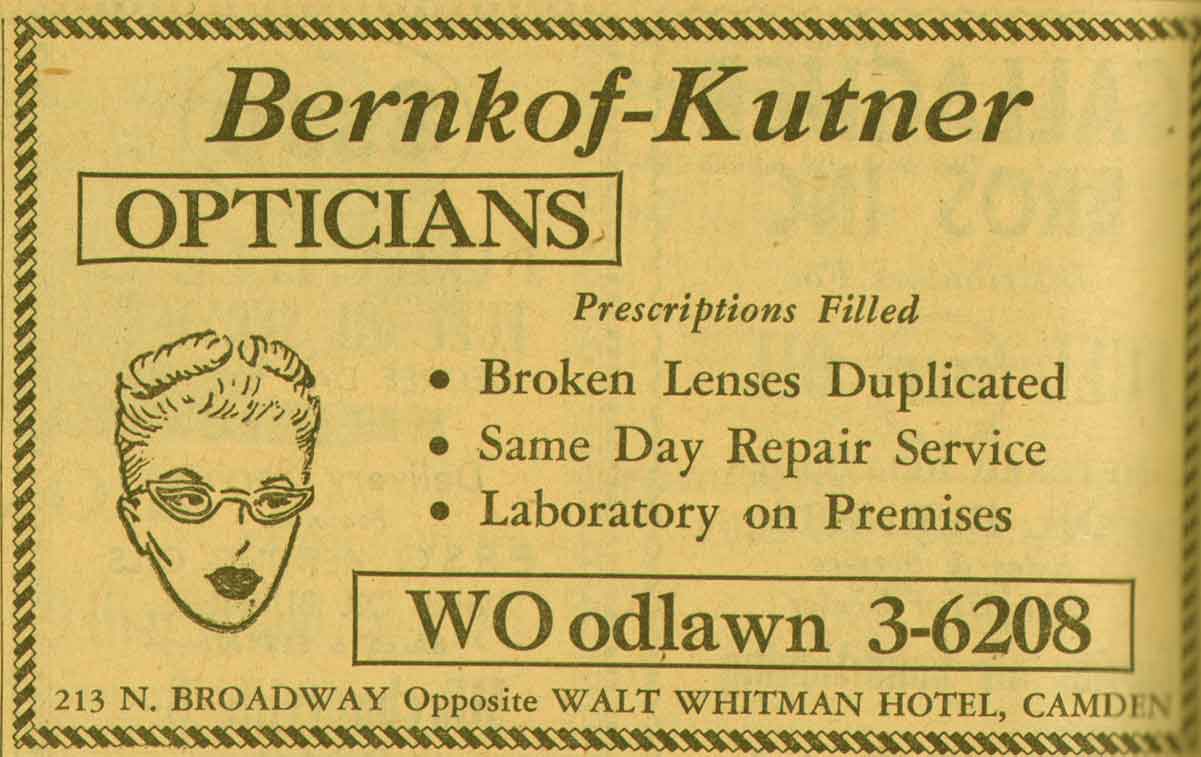 Bernkof-Kutner
OPTICIANS
Prescriptions Filled
• Broken Lenses Duplicated
• Same Day Repair Service
• Laboratory on Premises
WOodlawn 3-6208
213 N. BROADWAY Opposite WALT WHITMAN HOTEL, CAMDEN